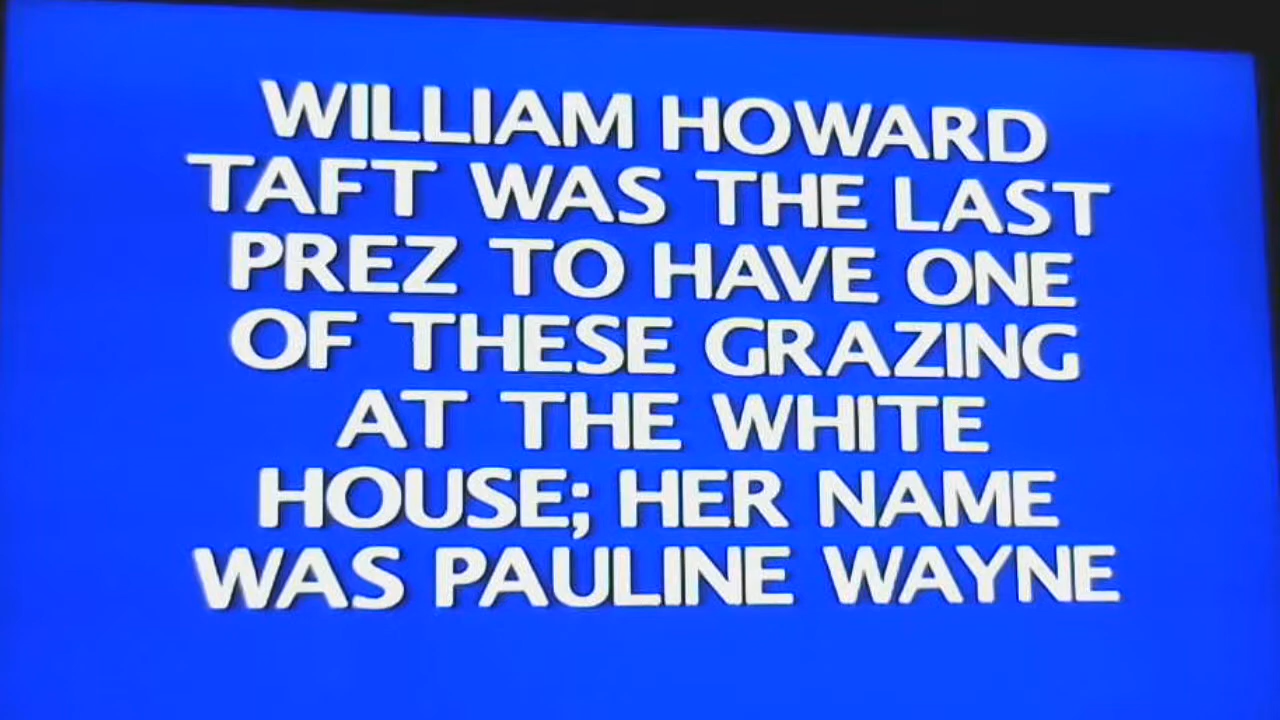 WILLIAM HOWARD
TAFT WAS THE LAST
PREZ TO HAVE ONE
OF THESE GRAZING
AT THE WHITE
HOUSE; HER NAME
WAS PAULINE WAYNE